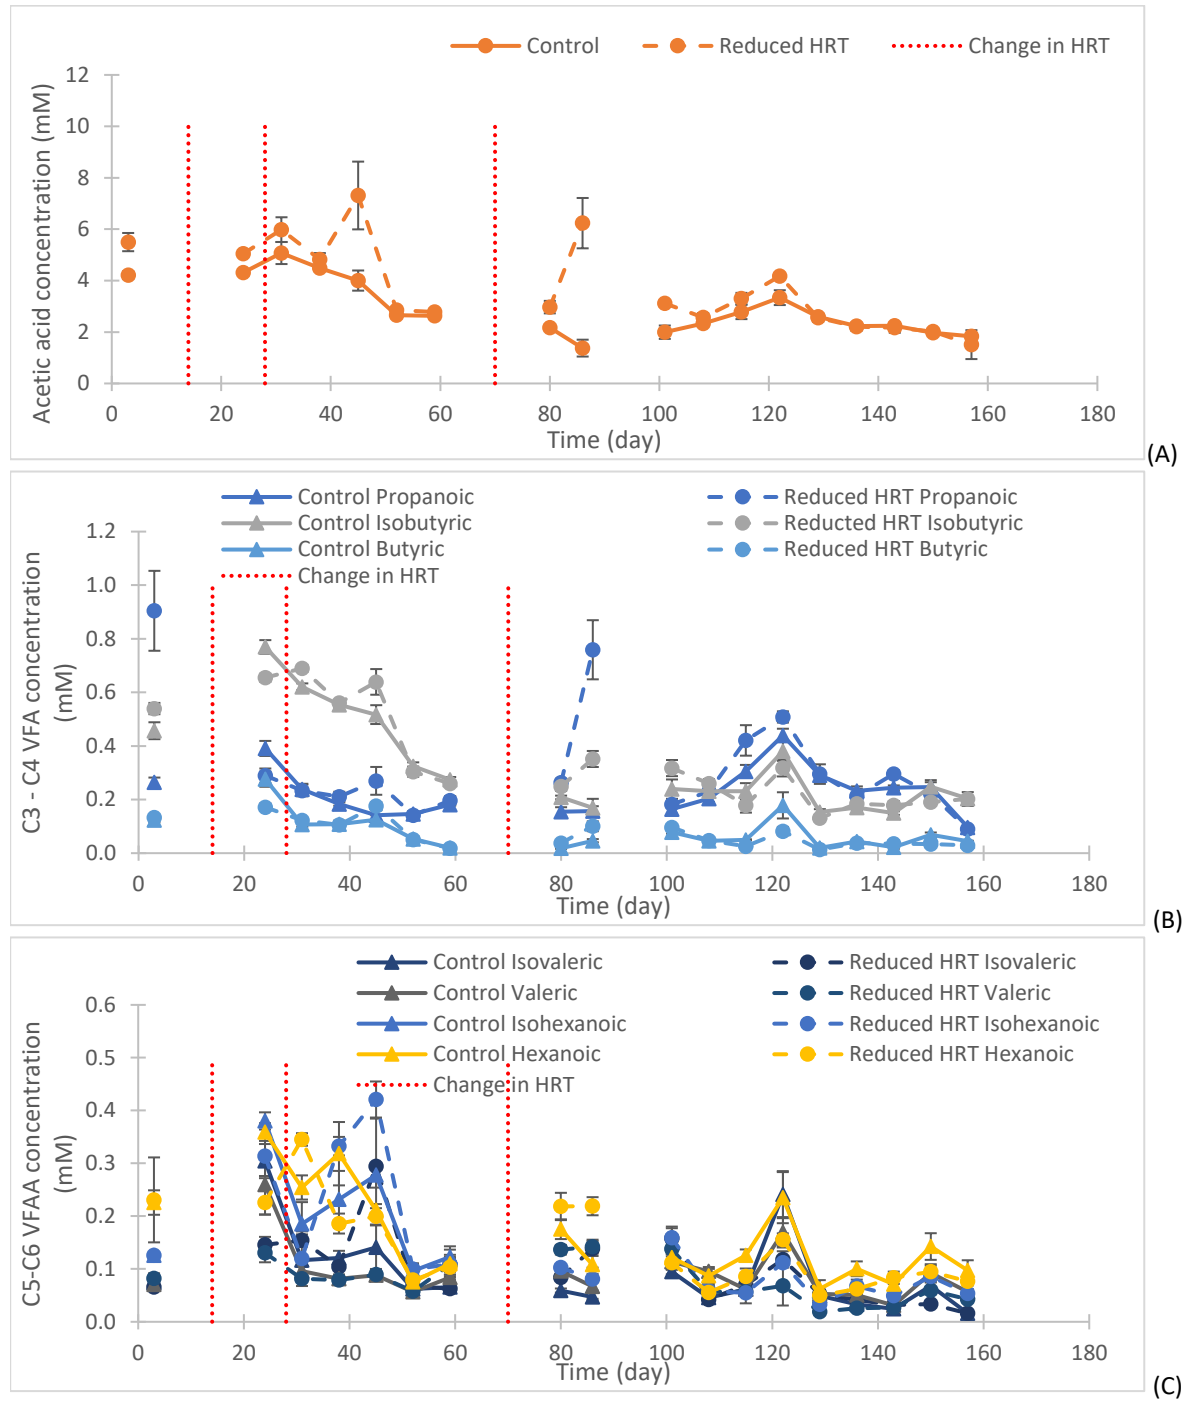 Control Reduced HRT Change in HRT
Acetic acid concentration (mM)
12
10
8
6
4
2
0
0 20 40 60 80 100 120 140 160 180
Time (day)
(A)
Control Propanoic Reduced HRT Propanoic
Control Isobutyric Reducted HRT Isobutyric
Control Butyric Reduced HRT Butyric
Change in HRT
C3 - C4 VFA concentration
(mM)
1.2
1.0
0.8
0.6
0.4
0.2
0.0
0 20 40 60 80 100 120 140 160 180
Time (day)
(B)
Control Isovaleric Reduced HRT Isovaleric
Control Valeric Reduced HRT Valeric
Control Isohexanoic Reduced HRT Isohexanoic
Control Hexanoic Reduced HRT Hexanoic
Change in HRT
C5-C6 VFAA concentration
(mM)
0.6
0.5
0.4
0.3
0.2
0.1
0.0
0 20 40 60 80 100 120 140 160 180
Time (day)
(C)